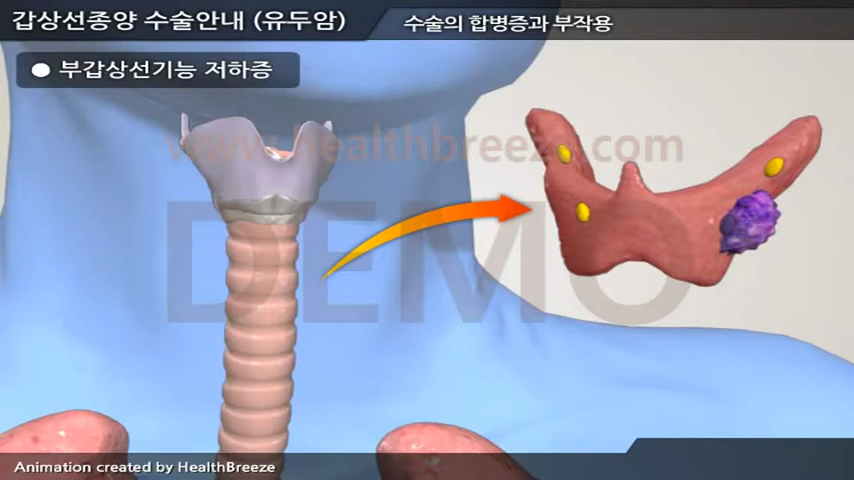 갑상선종양 수술안내 (유두암)
수술의 합병증과 부작용
● 부갑상선기능 저하증
www.healthbreeze.com
DEMO
Animation created by HealthBreeze